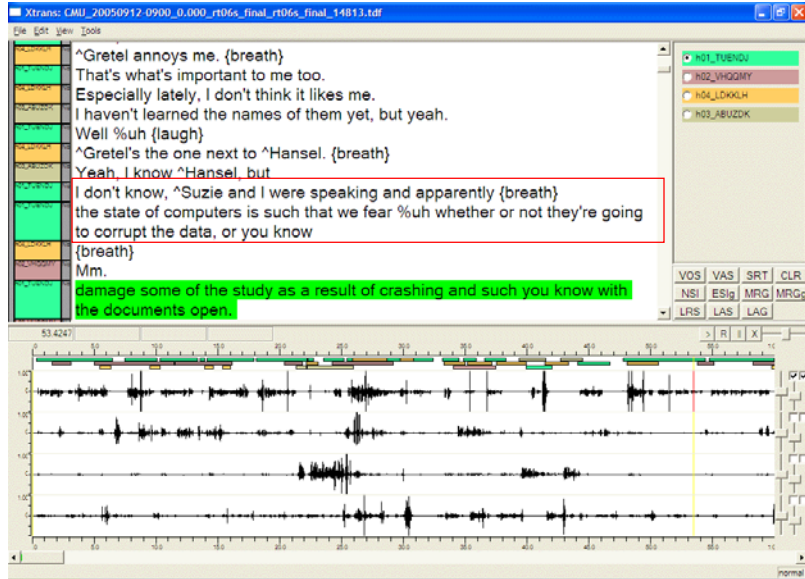 Xtrans: CMU_20050912-0900_0.000_rt06s_final_rt06s_final_14813.tdf
File Edit View Tools
^Gretel annoys me. {breath}
That's what's important to me too.
Especially lately, I don't think it likes me.
I haven't learned the names of them yet, but yeah.
Well %uh {laugh}
^Gretel's the one next to ^Hansel. {breath}
Yeah, I know ^Hansel, but
I don't know, ^Suzie and I were speaking and apparently {breath}
the state of computers is such that we fear %uh whether or not they're going
to corrupt the data, or you know
{breath}
Mm.
damage some of the study as a result of crashing and such you know with
the documents open.
h01_TUENDJ
h02_VHGGMY
h04_LDKKLH
h03_ABUZDK
VOS VAS SRT CLR
NSI ESIg MRG MRGg
LRS LAS LAG
53.4247
> R || X
normal